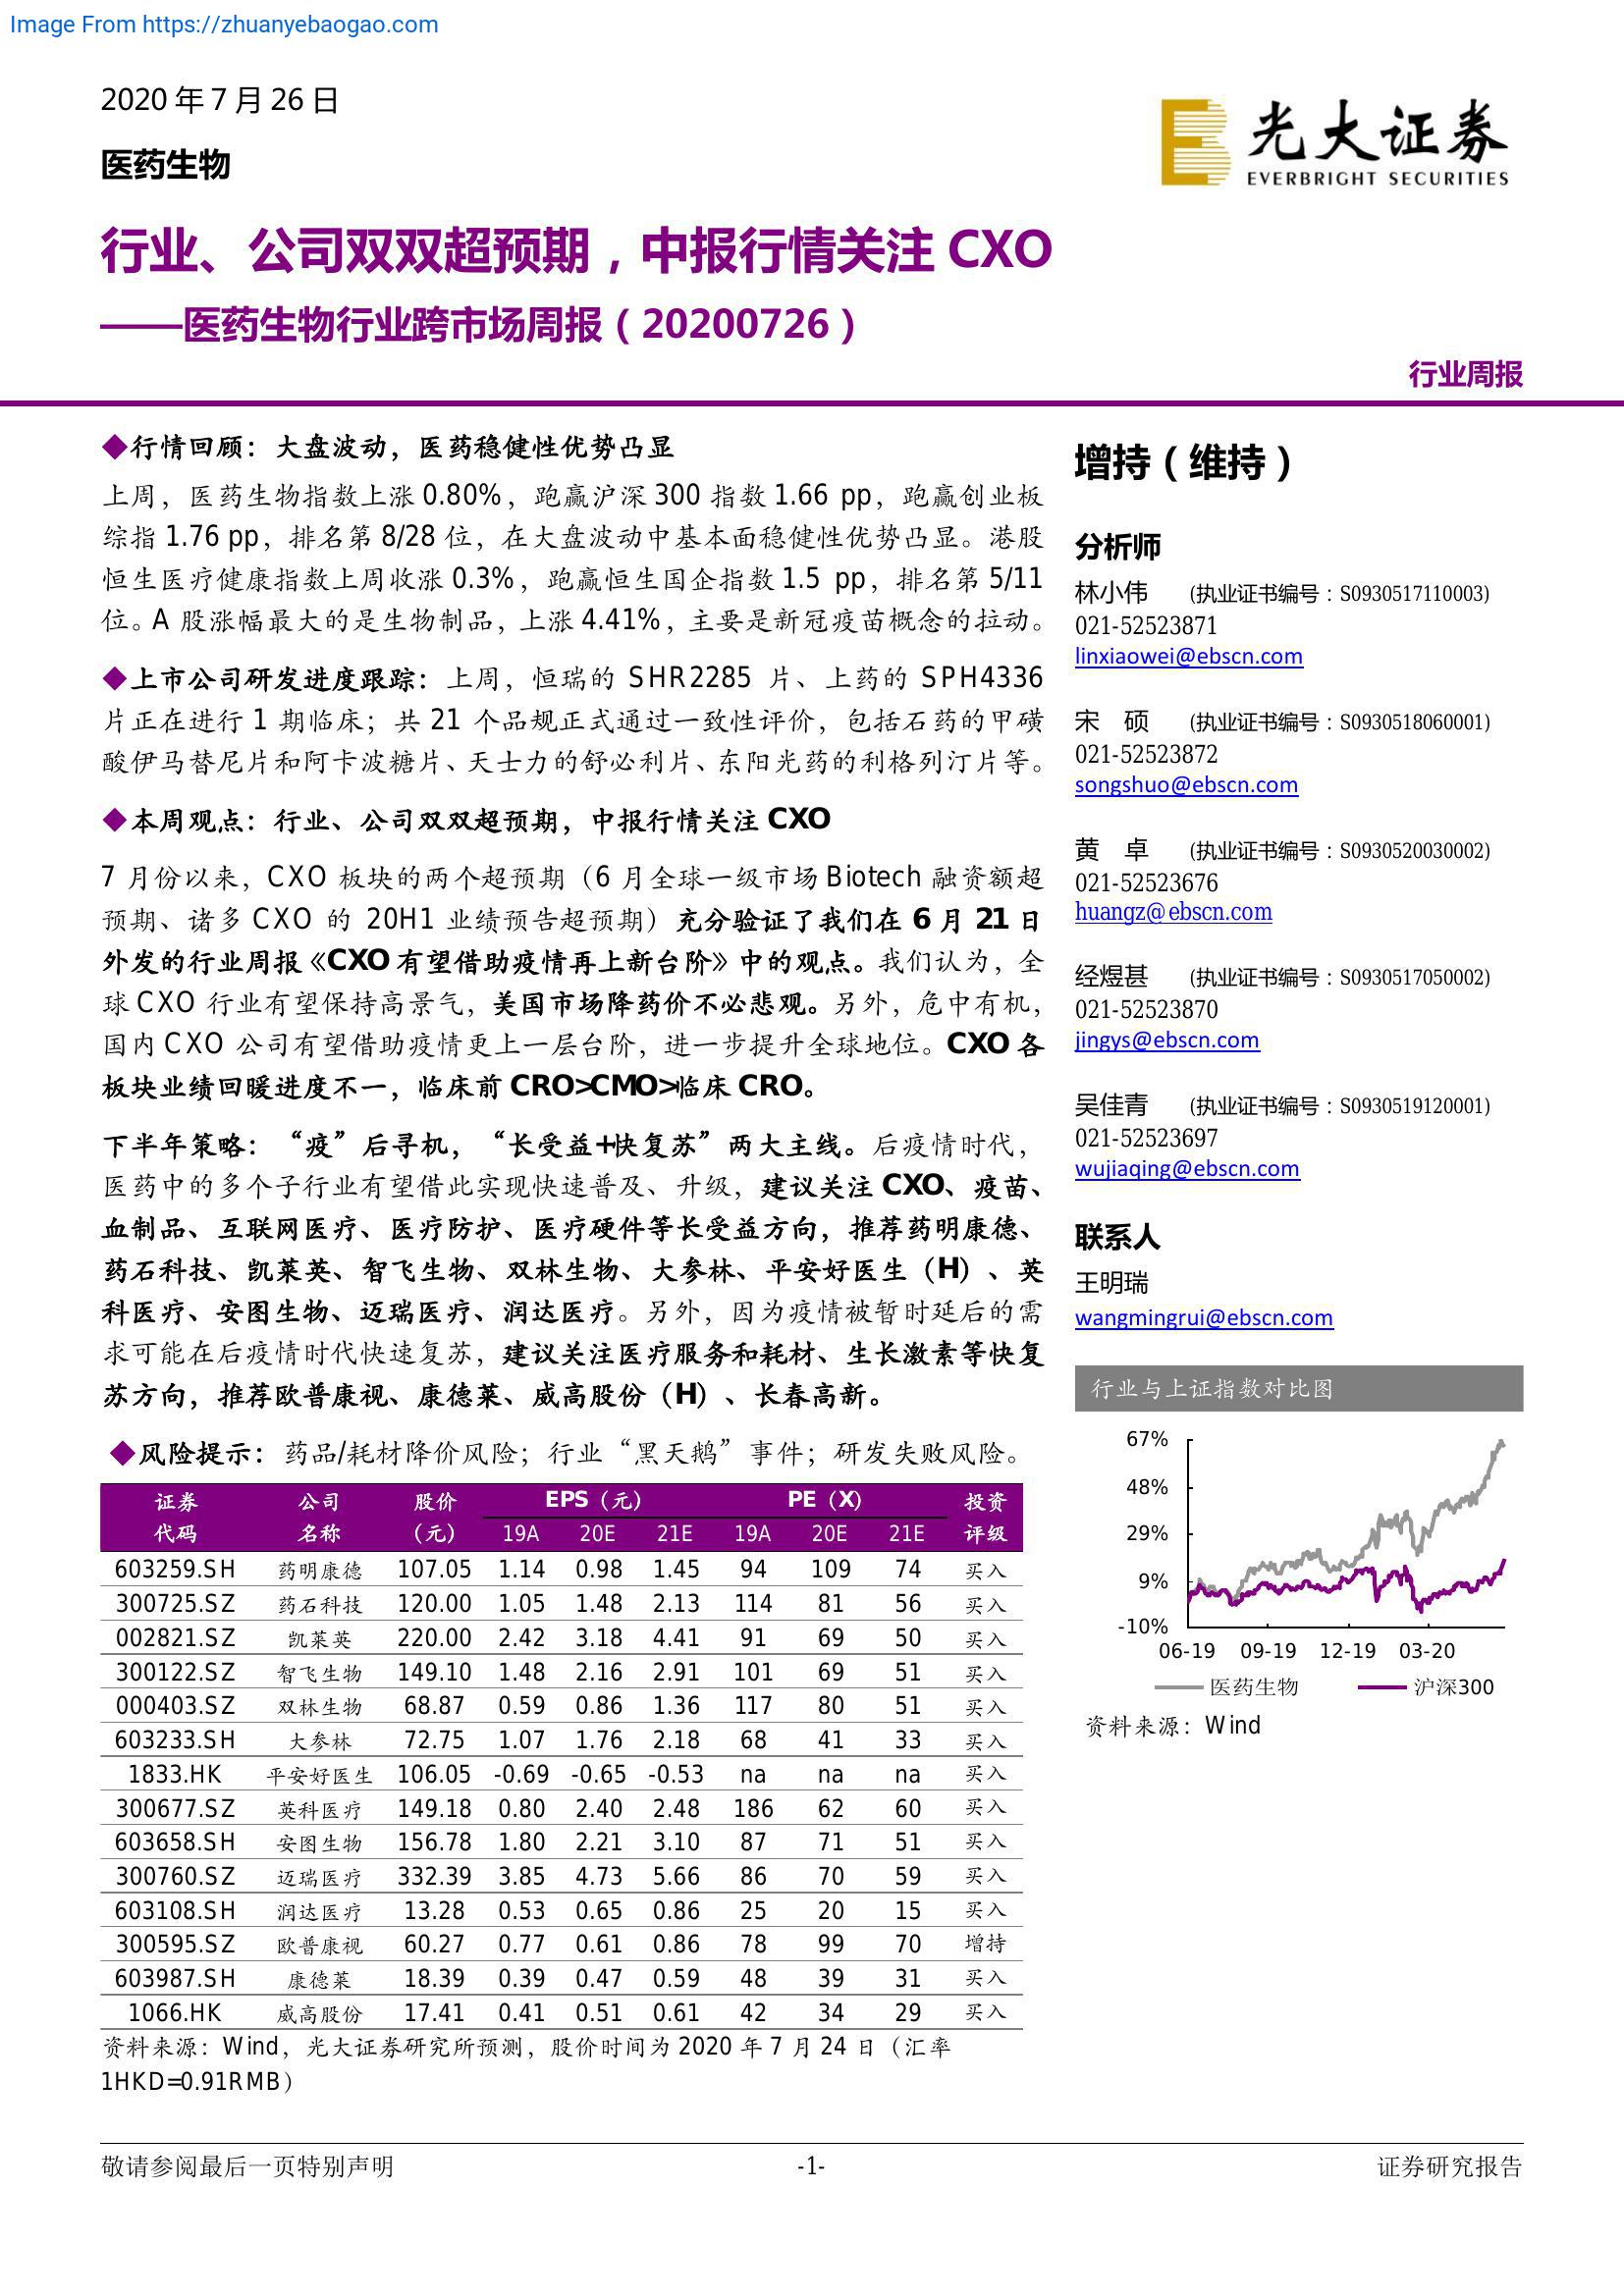 Image From https://zhuanyebaogao.com
2020 年 7 月 26 日
医药生物
光大证券
EVERBRIGHT SECURITIES
行业、公司双双超预期，中报行情关注 CXO
——医药生物行业跨市场周报（20200726）
行业周报
◆行情回顾：大盘波动，医药稳健性优势凸显
上周，医药生物指数上涨 0.80%，跑赢沪深 300 指数 1.66 pp，跑赢创业板
综指 1.76 pp，排名第 8/28 位，在大盘波动中基本面稳健性优势凸显。港股
恒生医疗健康指数上周收涨 0.3%，跑赢恒生国企指数 1.5 pp，排名第 5/11
位。A 股涨幅最大的是生物制品，上涨 4.41%，主要是新冠疫苗概念的拉动。
◆上市公司研发进度跟踪：上周，恒瑞的 SHR2285 片、上药的 SPH4336
片正在进行 1 期临床；共 21 个品规正式通过一致性评价，包括石药的甲磺
酸伊马替尼片和阿卡波糖片、天士力的舒必利片、东阳光药的利格列汀片等。
◆本周观点：行业、公司双双超预期，中报行情关注 CXO
7 月份以来，CXO 板块的两个超预期（6 月全球一级市场 Biotech 融资额超
预期、诸多 CXO 的 20H1 业绩预告超预期）充分验证了我们在 6 月 21 日
外发的行业周报《CXO 有望借助疫情再上新台阶》中的观点。我们认为，全
球 CXO 行业有望保持高景气，美国市场降药价不必悲观。另外，危中有机，
国内 CXO 公司有望借助疫情更上一层台阶，进一步提升全球地位。CXO 各
板块业绩回暖进度不一，临床前 CRO>CMO>临床 CRO。
下半年策略：“疫”后寻机，“长受益+快复苏”两大主线。后疫情时代，
医药中的多个子行业有望借此实现快速普及、升级，建议关注 CXO、疫苗、
血制品、互联网医疗、医疗防护、医疗硬件等长受益方向，推荐药明康德、
药石科技、凯莱英、智飞生物、双林生物、大参林、平安好医生（H）、英
科医疗、安图生物、迈瑞医疗、润达医疗。另外，因为疫情被暂时延后的需
求可能在后疫情时代快速复苏，建议关注医疗服务和耗材、生长激素等快复
苏方向，推荐欧普康视、康德莱、威高股份（H）、长春高新。
◆风险提示：药品/耗材降价风险；行业“黑天鹅”事件；研发失败风险。
证券 公司 股价 EPS（元） PE（X） 投资
代码 名称 （元） 19A 20E 21E 19A 20E 21E 评级
603259.SH 药明康德 107.05 1.14 0.98 1.45 94 109 74 买入
300725.SZ 药石科技 120.00 1.05 1.48 2.13 114 81 56 买入
002821.SZ 凯莱英 220.00 2.42 3.18 4.41 91 69 50 买入
300122.SZ 智飞生物 149.10 1.48 2.16 2.91 101 69 51 买入
000403.SZ 双林生物 68.87 0.59 0.86 1.36 117 80 51 买入
603233.SH 大参林 72.75 1.07 1.76 2.18 68 41 33 买入
1833.HK 平安好医生 106.05 -0.69 -0.65 -0.53 na na na 买入
300677.SZ 英科医疗 149.18 0.80 2.40 2.48 186 62 60 买入
603658.SH 安图生物 156.78 1.80 2.21 3.10 87 71 51 买入
300760.SZ 迈瑞医疗 332.39 3.85 4.73 5.66 86 70 59 买入
603108.SH 润达医疗 13.28 0.53 0.65 0.86 25 20 15 买入
300595.SZ 欧普康视 60.27 0.77 0.61 0.86 78 99 70 增持
603987.SH 康德莱 18.39 0.39 0.47 0.59 48 39 31 买入
1066.HK 威高股份 17.41 0.41 0.51 0.61 42 34 29 买入
资料来源：Wind，光大证券研究所预测，股价时间为 2020 年 7 月 24 日（汇率
1HKD=0.91RMB）
增持（维持）
分析师
林小伟 (执业证书编号：S0930517110003)
021-52523871
linxiaowei@ebscn.com
宋 硕 (执业证书编号：S0930518060001)
021-52523872
songshuo@ebscn.com
黄 卓 (执业证书编号：S0930520030002)
021-52523676
huangz@ebscn.com
经煜甚 (执业证书编号：S0930517050002)
021-52523870
jingys@ebscn.com
吴佳青 (执业证书编号：S0930519120001)
021-52523697
wujiaqing@ebscn.com
联系人
王明瑞
wangmingrui@ebscn.com
行业与上证指数对比图
67%
48%
29%
9%
-10%
06-19 09-19 12-19 03-20
医药生物 沪深300
资料来源：Wind
敬请参阅最后一页特别声明 -1- 证券研究报告